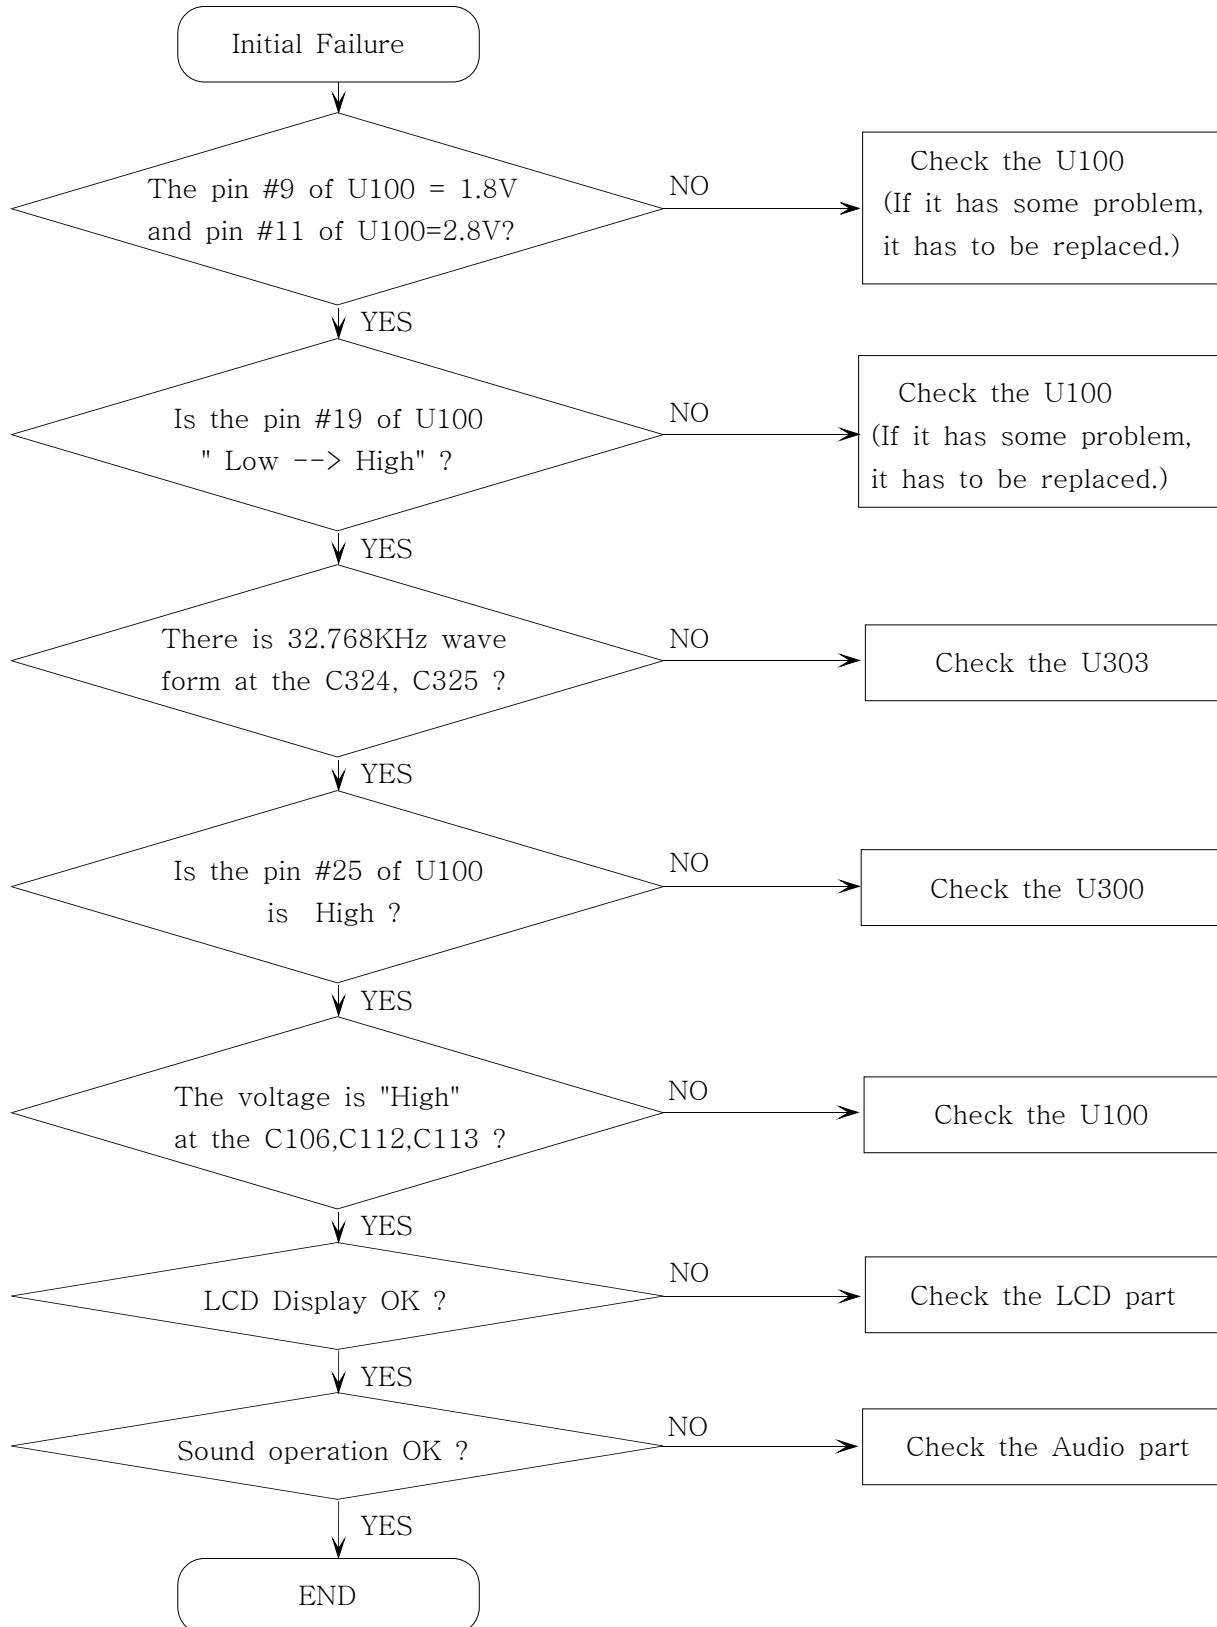 Initial Failure
The pin #9 of U100 = 1.8V
and pin #11 of U100=2.8V?
NO
Check the U100
(If it has some problem,
it has to be replaced.)
YES
Is the pin #19 of U100
" Low --> High" ?
NO
Check the U100
(If it has some problem,
it has to be replaced.)
YES
There is 32.768KHz wave
form at the C324, C325 ?
NO
Check the U303
YES
Is the pin #25 of U100
is High ?
NO
Check the U300
YES
The voltage is "High"
at the C106,C112,C113 ?
NO
Check the U100
YES
LCD Display OK ?
NO
Check the LCD part
YES
Sound operation OK ?
NO
Check the Audio part
YES
END